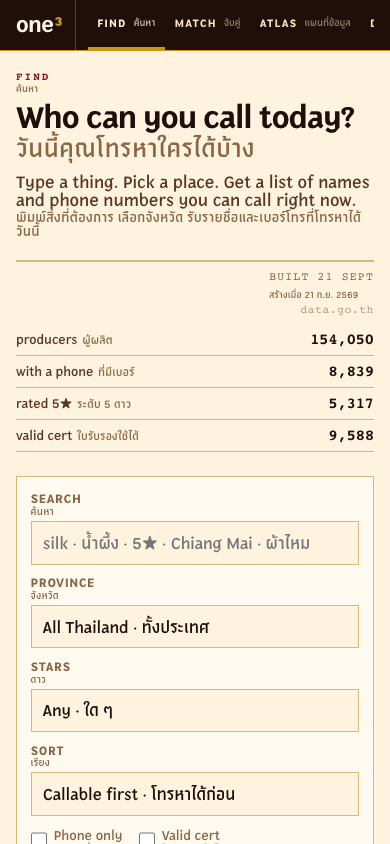 one³
FIND ค้นหา MATCH จับคู่ ATLAS แผนที่ข้อมูล
FIND
ค้นหา
Who can you call today?
วันนี้คุณโทรหาใครได้บ้าง
Type a thing. Pick a place. Get a list of names
and phone numbers you can call right now.
พิมพ์สิ่งที่ต้องการ เลือกจังหวัด รับรายชื่อและเบอร์โทรที่โทรหาได้
วันนี้
BUILT 21 SEPT
สร้างเมื่อ 21 ก.ย. 2569
data.go.th
producers ผู้ผลิต 154,050
with a phone ที่มีเบอร์ 8,839
rated 5★ ระดับ 5 ดาว 5,317
valid cert ใบรับรองใช้ได้ 9,588
SEARCH
ค้นหา
silk · น้ำผึ้ง · 5★ · Chiang Mai · ผ้าไหม
PROVINCE
จังหวัด
All Thailand · ทั้งประเทศ
STARS
ดาว
Any · ใด ๆ
SORT
เรียง
Callable first · โทรหาได้ก่อน
Phone only Valid cert